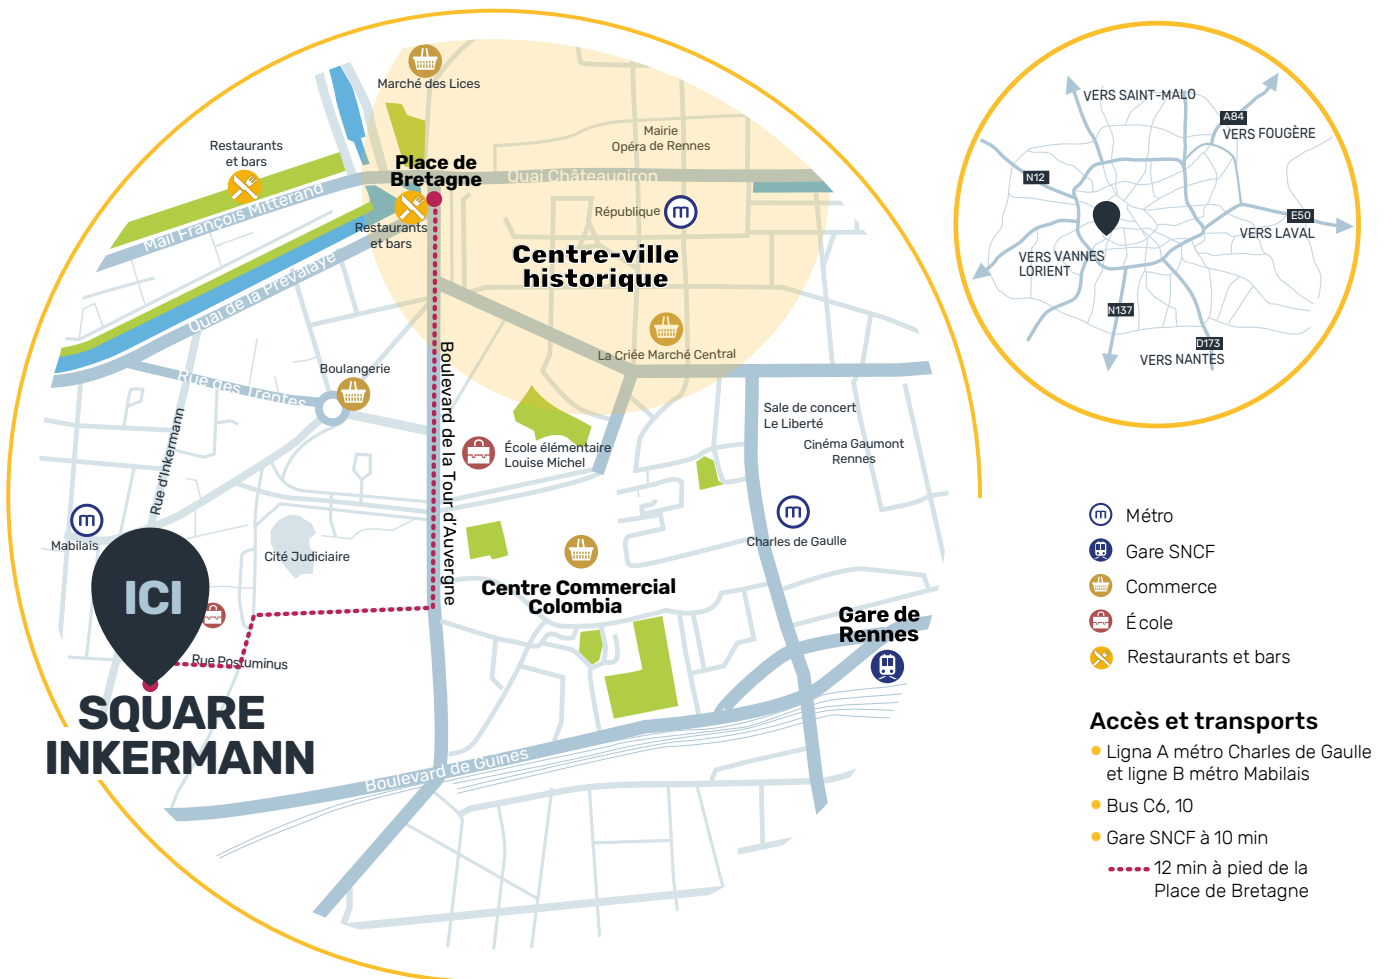 Marché des Lices
Restaurants
et bars
Mairie
Opéra de Rennes
Place de
Bretagne
Quai Châteaugiron
Mail François Mitterand
République
m
Restaurants
et bars
Centre-ville
historique
Quai de la Prévalaye
La Criée Marché Central
Boulangerie
Rue des Trentes
Boulevard de la Tour d'Auvergne
Rue d'Inkermann
Sale de concert
Le Liberté
Cinéma Gaumont
Rennes
École élémentaire
Louise Michel
m
Mabilais
m
Charles de Gaulle
Cité Judiciaire
ICI
Centre Commercial
Colombia
Gare de
Rennes
Rue Postuminus
SQUARE
INKERMANN
Boulevard de Guines
VERS SAINT-MALO
A84
VERS FOUGÈRE
N12
E50
VERS LAVAL
VERS VANNES
LORIENT
N137
D173
VERS NANTES
m
Métro
Gare SNCF
Commerce
École
Restaurants et bars
Accès et transports
Ligna A métro Charles de Gaulle
et ligne B métro Mabilais
Bus C6, 10
Gare SNCF à 10 min
12 min à pied de la
Place de Bretagne